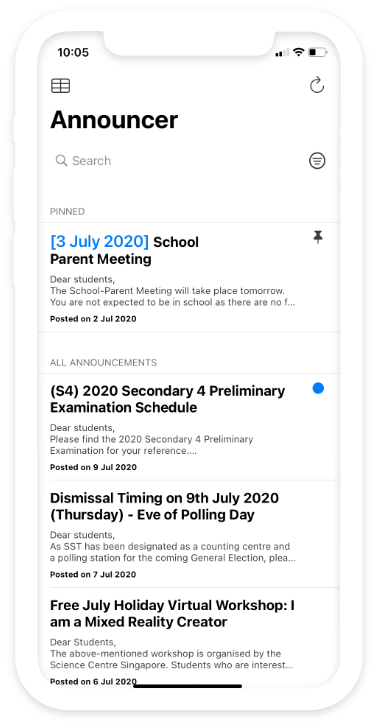 10:05
Announcer
Search
PINNED
[3 July 2020] School
Parent Meeting
Dear students,
The School-Parent Meeting will take place tomorrow.
You are not expected to be in school as there are no f...
Posted on 2 Jul 2020
ALL ANNOUNCEMENTS
(S4) 2020 Secondary 4 Preliminary
Examination Schedule
Dear students,
Please find the 2020 Secondary 4 Preliminary
Examination for your reference....
Posted on 9 Jul 2020
Dismissal Timing on 9th July 2020
(Thursday) - Eve of Polling Day
Dear students,
As SST has been designated as a counting centre and
a polling station for the coming General Election, plea...
Posted on 7 Jul 2020
Free July Holiday Virtual Workshop: I
am a Mixed Reality Creator
Dear Students,
The above-mentioned workshop is organised by the
Science Centre Singapore. Students who are interest...
Posted on 6 Jul 2020